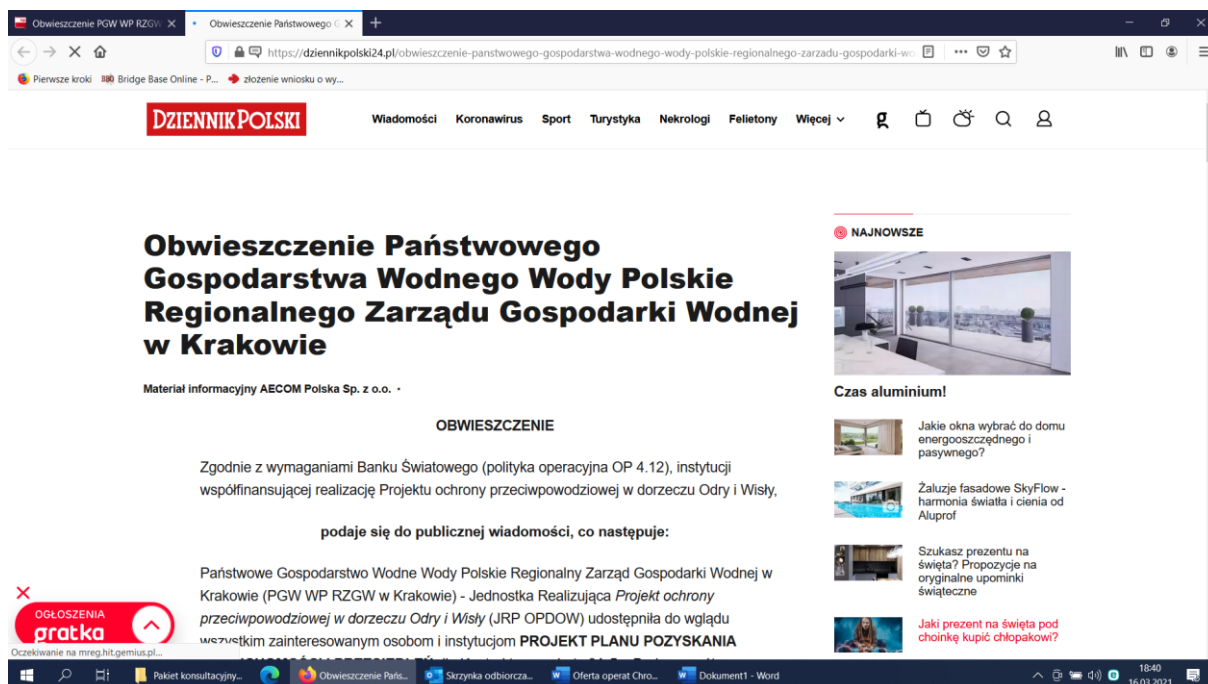 Obwieszczenie PGW WP RZGW
Obwieszczenie Państwowego G
https://dziennikpolski24.pl/obwieszczenie-panstwowego-gospodarstwa-wodnego-wody-polskie-regionalnego-zarzadu-gospodarki-wo
Pierwsze kroki BBO Bridge Base Online - P... złożenie wniosku o wy...
DZIENNIK POLSKI
Wiadomości Koronawirus Sport Turystyka Nekrologi Felietony Więcej
g
Obwieszczenie Państwowego
Gospodarstwa Wodnego Wody Polskie
Regionalnego Zarządu Gospodarki Wodnej
w Krakowie
Materiał informacyjny AECOM Polska Sp. z o.o. •
OBWIESZCZENIE
Zgodnie z wymaganiami Banku Światowego (polityka operacyjna OP 4.12), instytucji
współfinansującej realizację Projektu ochrony przeciwpowodziowej w dorzeczu Odry i Wisły,
podaje się do publicznej wiadomości, co następuje:
Państwowe Gospodarstwo Wodne Wody Polskie Regionalny Zarząd Gospodarki Wodnej w
Krakowie (PGW WP RZGW w Krakowie) - Jednostka Realizująca Projekt ochrony
przeciwpowodziowej w dorzeczu Odry i Wisły (JRP OPDOW) udostępniła do wglądu
wszystkim zainteresowanym osobom i instytucjom PROJEKT PLANU POZYSKANIA
NAJNOWSZE
Czas aluminium!
Jakie okna wybrać do domu
energooszczędnego i
pasywnego?
Żaluzje fasadowe SkyFlow -
harmonia światła i cienia od
Aluprof
Szukasz prezentu na
święta? Propozycje na
oryginalne upominki
świąteczne
Jaki prezent na święta pod
choinkę kupić chłopakowi?
OGŁOSZENIA
gratka
Oczekiwanie na mreg.hit.gemius.pl...
Pakiet konsultacyjny... Obwieszczenie Pańs... Skrzynka odbiorcza... Oferta operat Chro... Dokument1 - Word
18:40
16.03.2021